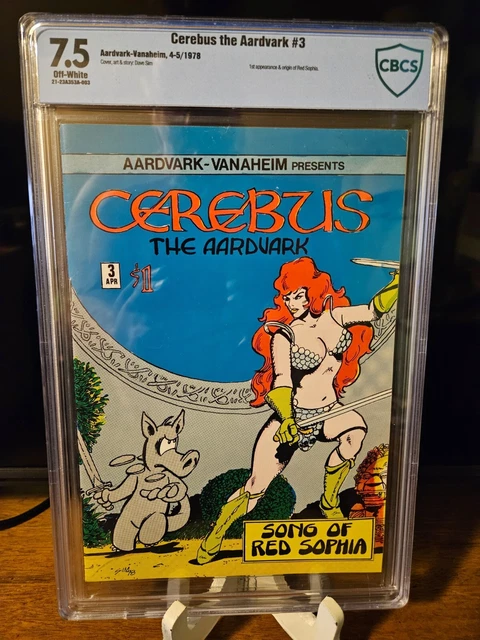 7.5
Off-White
Cerebus the Aardvark #3
Aardvark-Vanaheim, 4-5/1978
Cover, art & story: Dave Sim
1st appearance & origin of Red Sophia.
CBCS
AARDVARK-VANAHEIM PRESENTS
CEREBUS
THE AARDVARK
3
APR
$1
SONG OF
RED SOPHIA